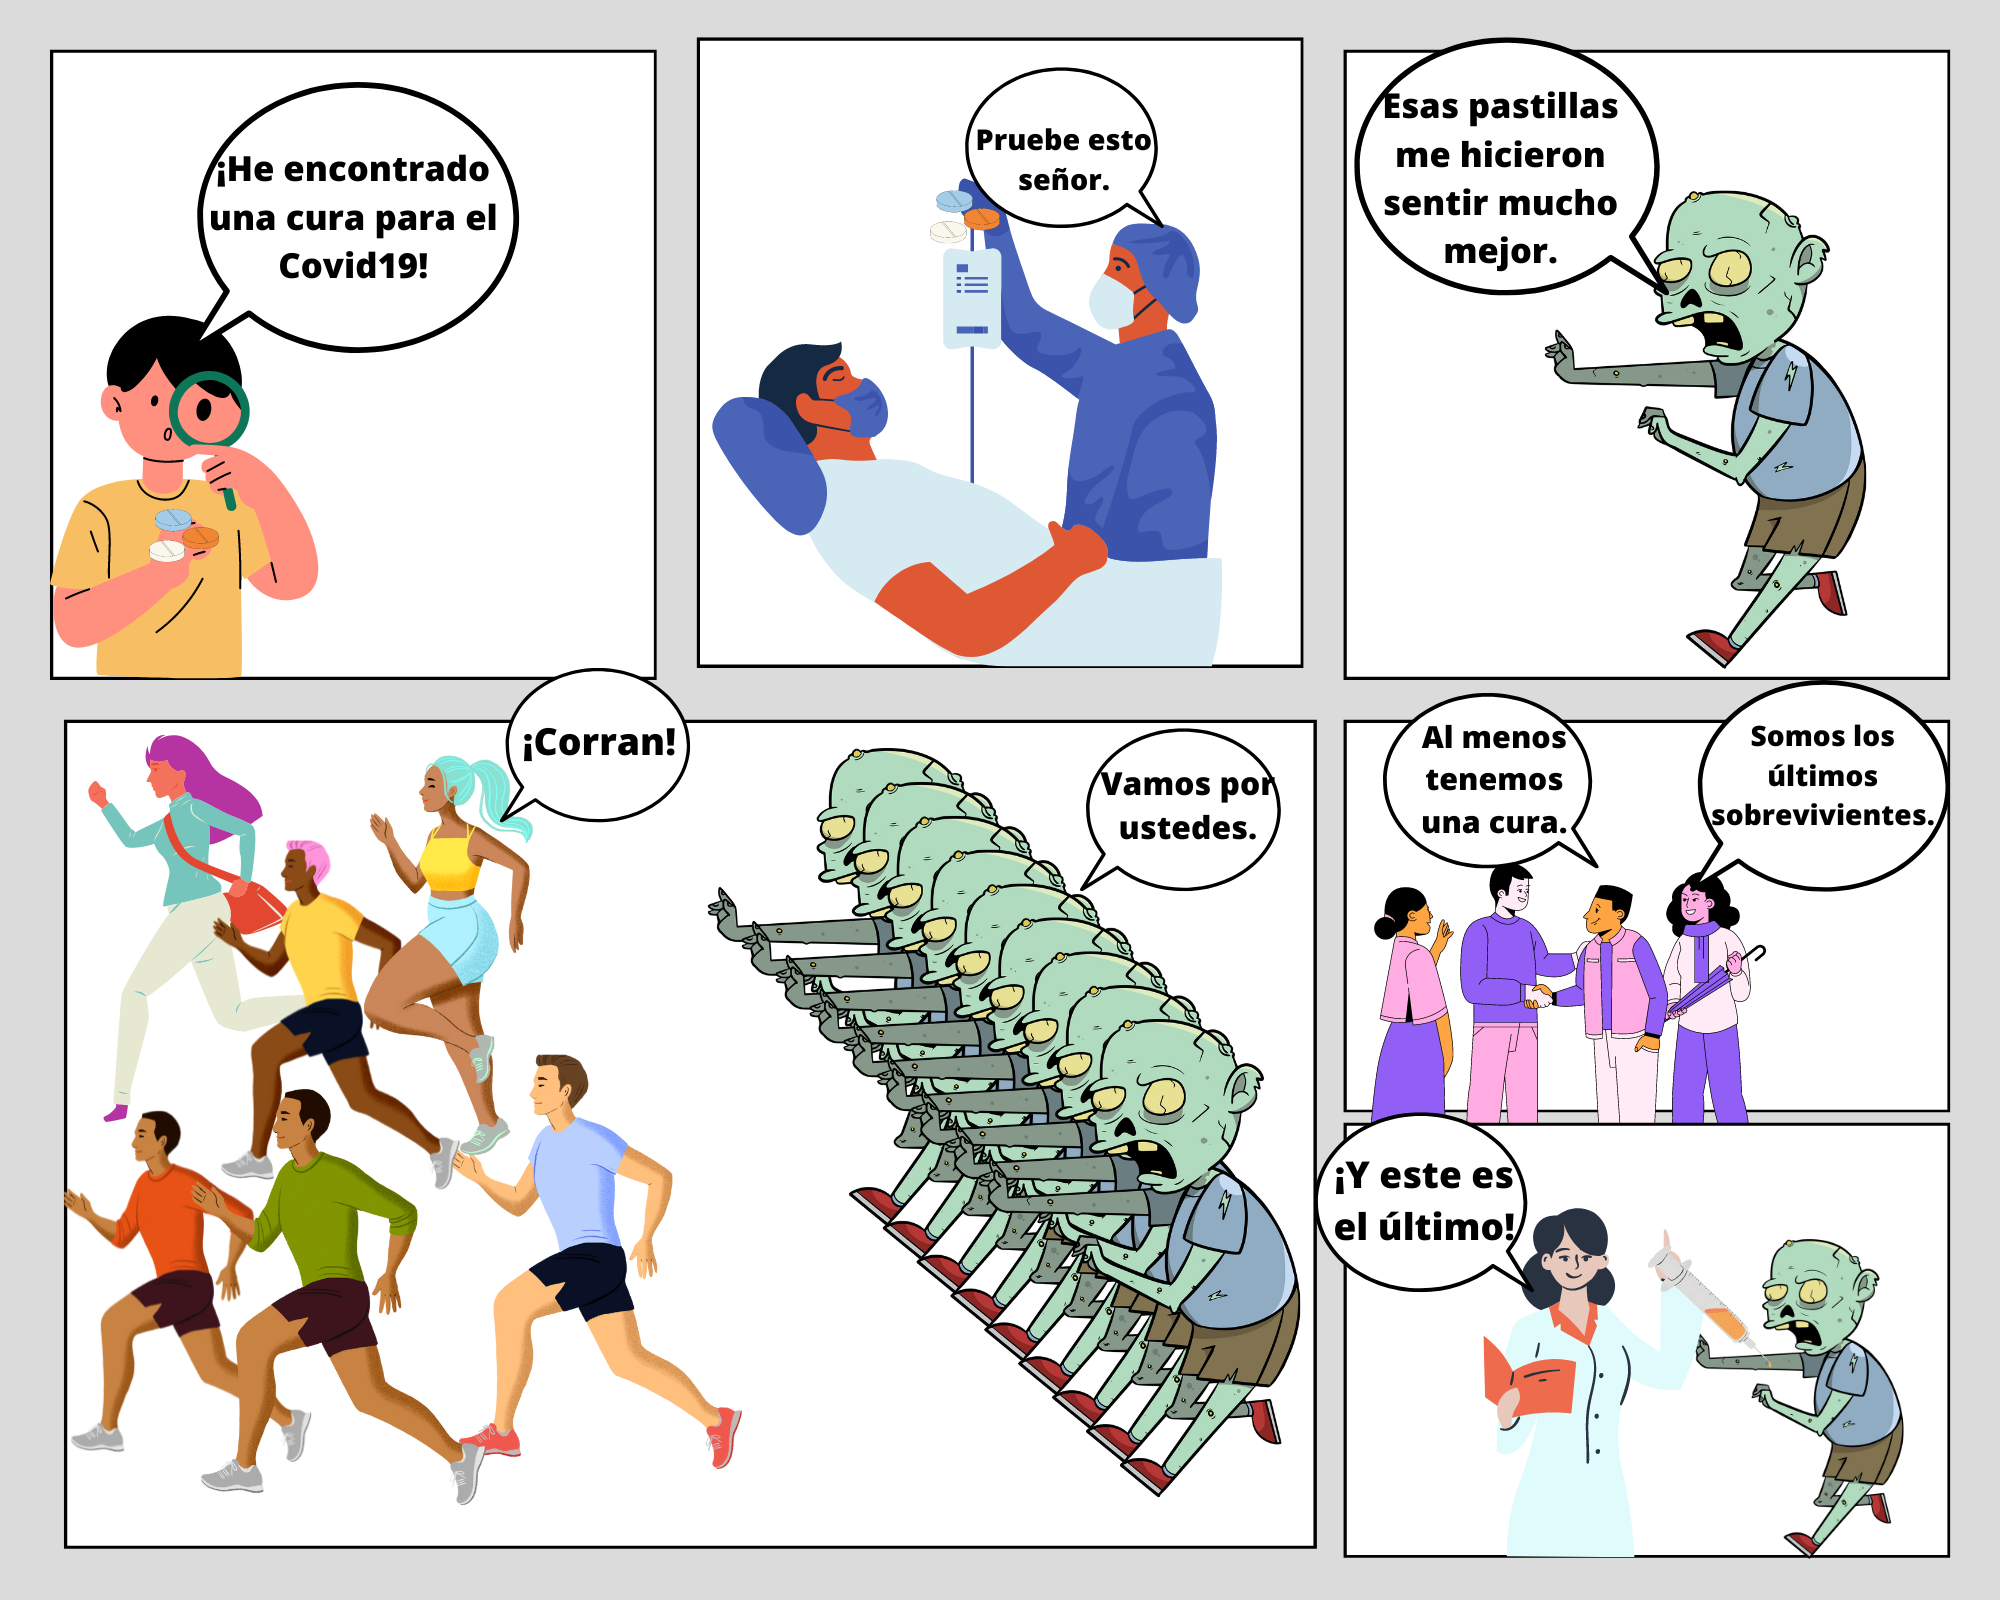 ¡He encontrado
una cura para el
Covid19!
Pruebe esto
señor.
Esas pastillas
me hicieron
sentir mucho
mejor.
¡Corran!
Vamos por
ustedes.
Al menos
tenemos
una cura.
Somos los
últimos
sobrevivientes.
¡Y este es
el último!